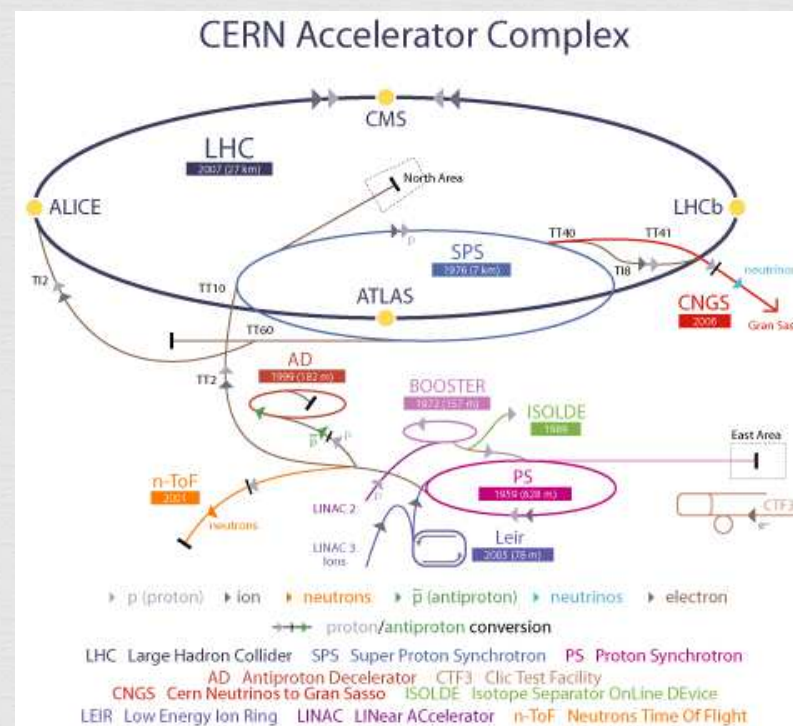 CERN Accelerator Complex
CMS
LHC
2007 (27 km)
North Area
ALICE
LHCb
TT40
TT41
SPS
1976 (7 km)
TI8
neutrinos
TI2
TT10
ATLAS
CNGS
2006
Gran Sasso
TT60
AD
1999 (182 m)
TT2
BOOSTER
1972 (157 m)
ISOLDE
1989
p
East Area
n-ToF
2001
PS
1959 (628 m)
LINAC 2
CTF3
e-
neutrons
LINAC 3
Ions
Leir
2005 (78 m)
p (proton) ion neutrons p̄ (antiproton) neutrinos electron
proton/antiproton conversion
LHC Large Hadron Collider SPS Super Proton Synchrotron PS Proton Synchrotron
AD Antiproton Decelerator CTF3 Clic Test Facility
CNGS Cern Neutrinos to Gran Sasso ISOLDE Isotope Separator OnLine DEvice
LEIR Low Energy Ion Ring LINAC LINear ACcelerator n-ToF Neutrons Time Of Flight